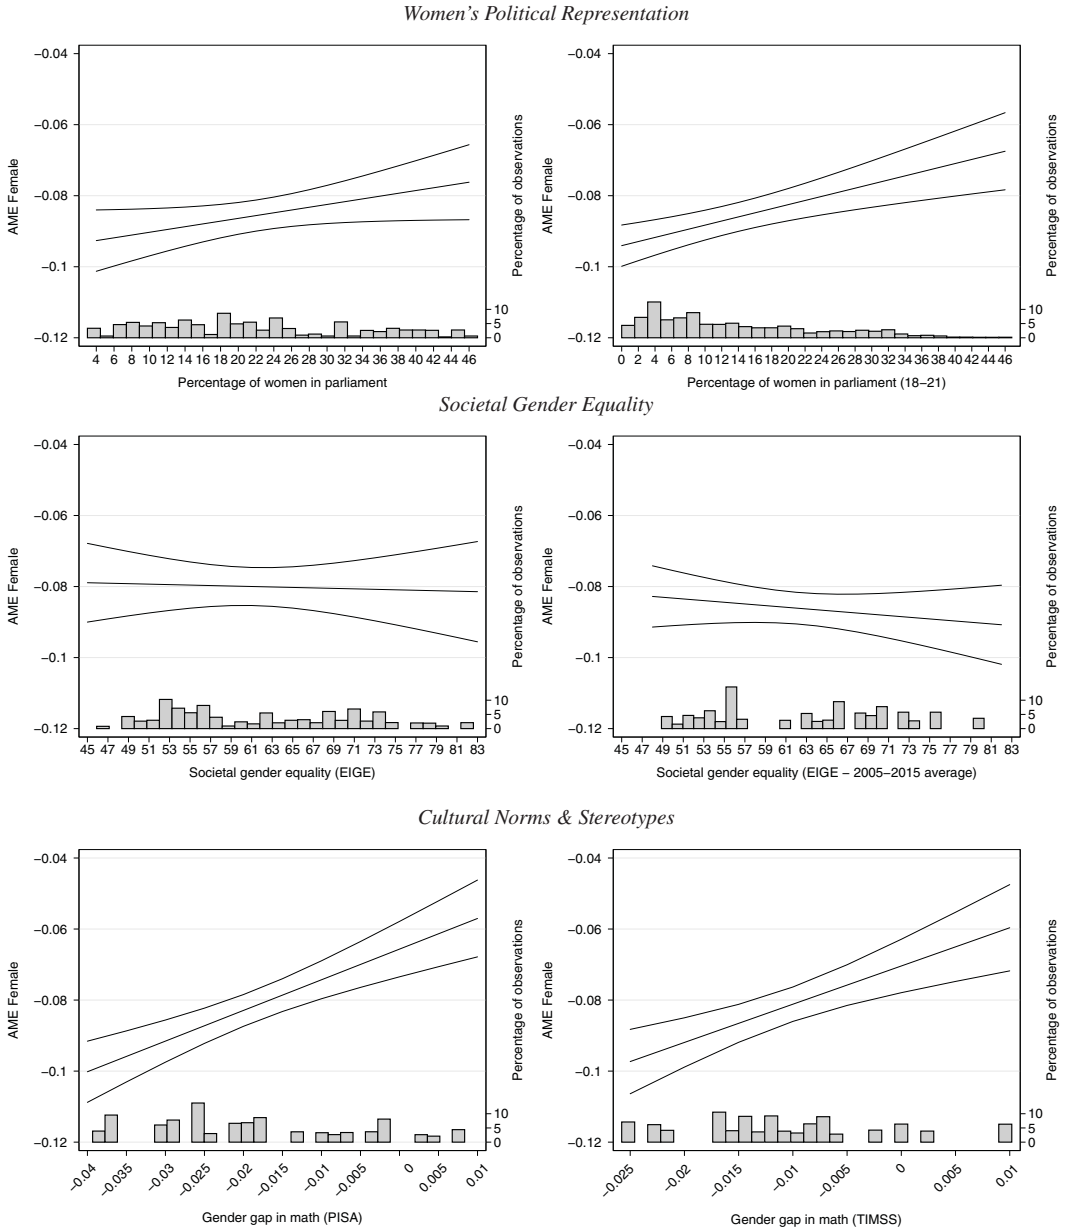 Women's Political Representation
−0.04
−0.06
−0.08
−0.1
−0.12
AME Female
Percentage of observations
10
5
0
4 6 8 10 12 14 16 18 20 22 24 26 28 30 32 34 36 38 40 42 44 46
Percentage of women in parliament
−0.04
−0.06
−0.08
−0.1
−0.12
AME Female
Percentage of observations
10
5
0
0 2 4 6 8 10 12 14 16 18 20 22 24 26 28 30 32 34 36 38 40 42 44 46
Percentage of women in parliament (18−21)
Societal Gender Equality
−0.04
−0.06
−0.08
−0.1
−0.12
AME Female
Percentage of observations
10
5
0
45 47 49 51 53 55 57 59 61 63 65 67 69 71 73 75 77 79 81 83
Societal gender equality (EIGE)
−0.04
−0.06
−0.08
−0.1
−0.12
AME Female
Percentage of observations
10
5
0
45 47 49 51 53 55 57 59 61 63 65 67 69 71 73 75 77 79 81 83
Societal gender equality (EIGE − 2005−2015 average)
Cultural Norms & Stereotypes
−0.04
−0.06
−0.08
−0.1
−0.12
AME Female
Percentage of observations
10
5
0
−0.04 −0.035 −0.03 −0.025 −0.02 −0.015 −0.01 −0.005 0 0.005 0.01
Gender gap in math (PISA)
−0.04
−0.06
−0.08
−0.1
−0.12
AME Female
Percentage of observations
10
5
0
−0.025 −0.02 −0.015 −0.01 −0.005 0 0.005 0.01
Gender gap in math (TIMSS)